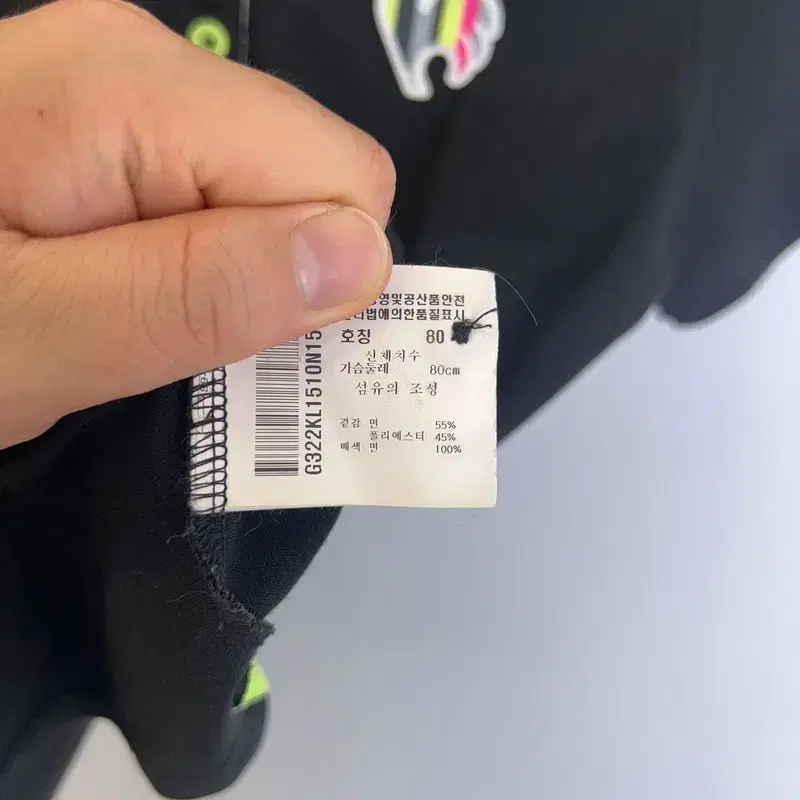 영및공산품안전
법에의한품질표시
호칭 80
신체치수
가슴둘레 80cm
섬유의 조성
겉감 면 55%
폴리에스터 45%
배색 면 100%
G322KL1510N15